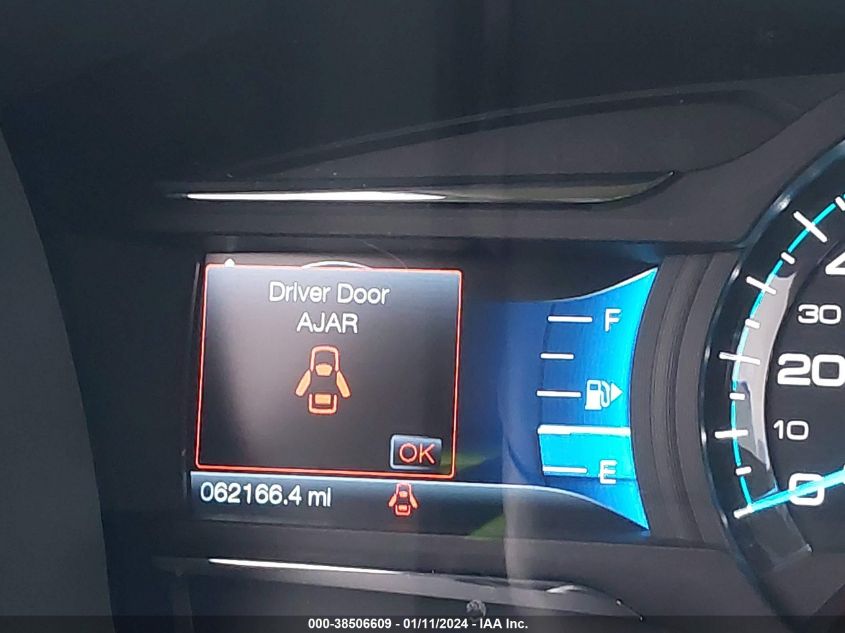 Driver Door
AJAR
OK
062166.4 mi
F
E
30
20
10
0
000-38506609 - 01/11/2024 - IAA Inc.